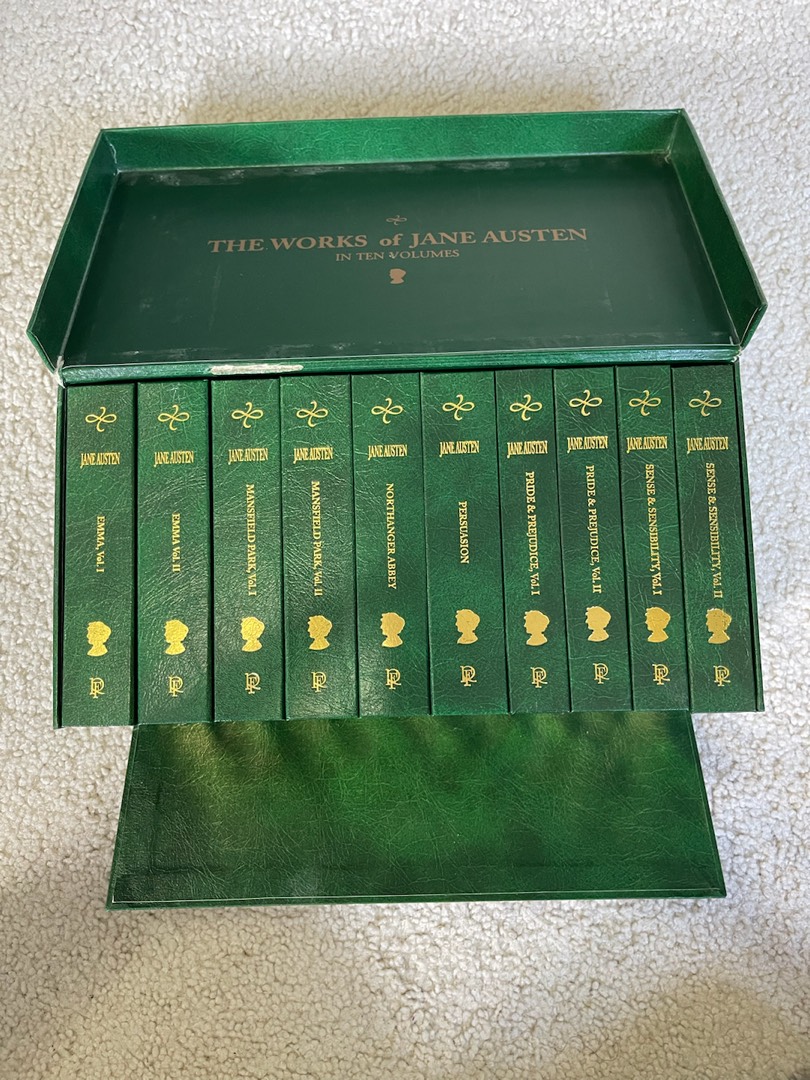 THE WORKS of JANE AUSTEN
IN TEN VOLUMES
JANE AUSTEN
EMMA, Vol. I
JANE AUSTEN
EMMA Vol. II
JANE AUSTEN
MANSFIELD PARK, Vol. I
JANE AUSTEN
MANSFIELD PARK, Vol. II
JANE AUSTEN
NORTHANGER ABBEY
JANE AUSTEN
PERSUASION
JANE AUSTEN
PRIDE & PREJUDICE, Vol. I
JANE AUSTEN
PRIDE & PREJUDICE, Vol. II
JANE AUSTEN
SENSE & SENSIBILITY, Vol. I
JANE AUSTEN
SENSE & SENSIBILITY, Vol. II